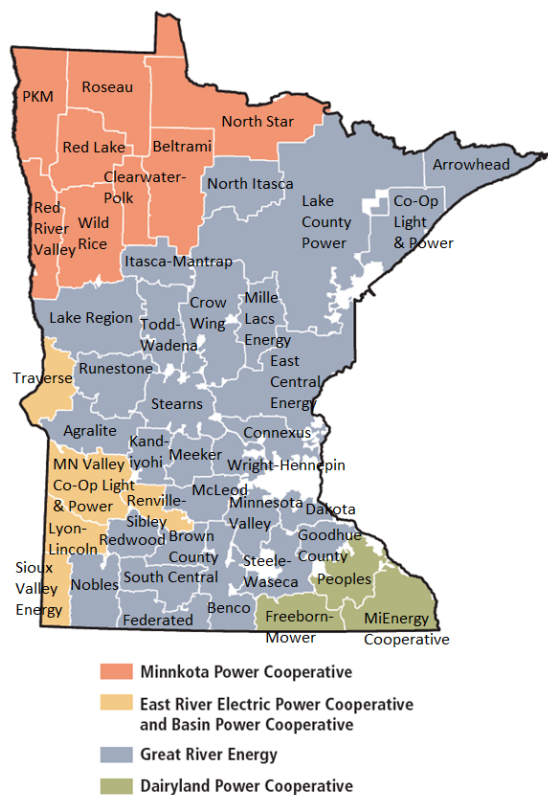 Roseau
PKM
North Star
Red Lake
Beltrami
Arrowhead
Clearwater-
Polk
North Itasca
Lake
County
Power
Co-Op
Light
& Power
Red
River
Valley
Wild
Rice
Itasca-Mantrap
Lake Region
Todd-
Wadena
Crow
Wing
Mille
Lacs
Energy
East
Central
Energy
Traverse
Runestone
Stearns
Agralite
Kand-
iyohi
Meeker
Connexus
Wright-Hennepin
MN Valley
Co-Op Light
& Power
Renville-
Sibley
McLeod
Minnesota
Valley
Dakota
Lyon-
Lincoln
Redwood
Brown
County
Goodhue
County
Steele-
Waseca
Sioux
Valley
Energy
Nobles
South Central
Peoples
Federated
Benco
Freeborn-
Mower
MiEnergy
Cooperative
Minnkota Power Cooperative
East River Electric Power Cooperative
and Basin Power Cooperative
Great River Energy
Dairyland Power Cooperative